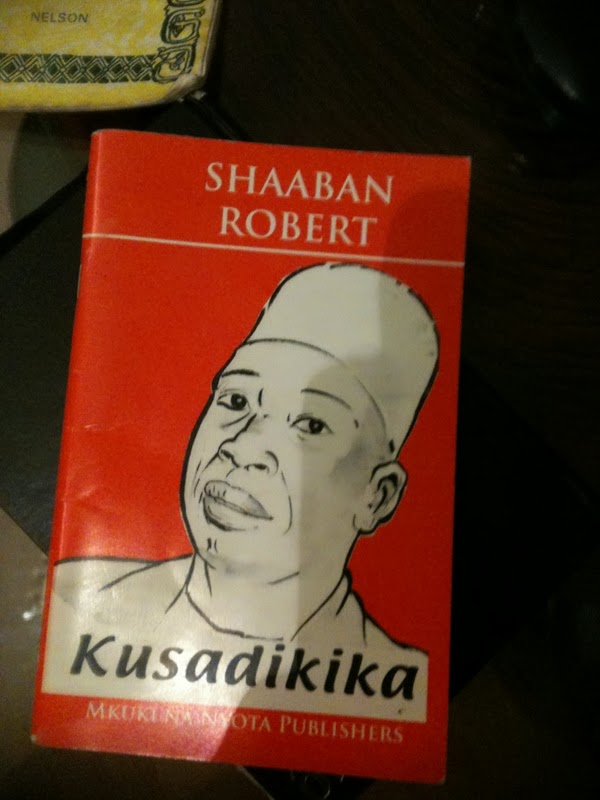 NELSON
SHAABAN
ROBERT
Kusadikika
MKUKI NA NYOTA PUBLISHERS